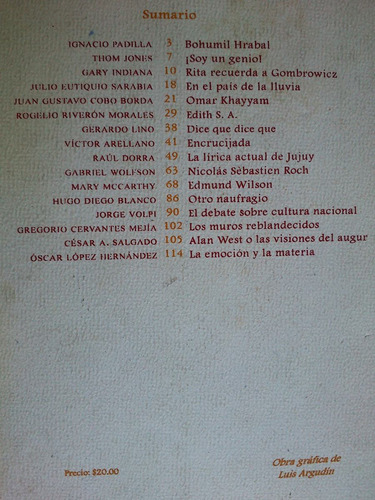 Sumario
IGNACIO PADILLA 3 Bohumil Hrabal
THOM JONES 7 ¡Soy un genio!
GARY INDIANA 10 Rita recuerda a Gombrowicz
JULIO EUTIQUIO SARABIA 18 En el país de la lluvia
JUAN GUSTAVO COBO BORDA 21 Omar Khayyam
ROGELIO RIVERÓN MORALES 29 Edith S. A.
GERARDO LINO 38 Dice que dice que
VÍCTOR ARELLANO 41 Encrucijada
RAÚL DORRA 49 La lírica actual de Jujuy
GABRIEL WOLFSON 63 Nicolás Sèbastien Roch
MARY MCCARTHY 68 Edmund Wilson
HUGO DIEGO BLANCO 86 Otro naufragio
JORGE VOLPI 90 El debate sobre cultura nacional
GREGORIO CERVANTES MEJÍA 102 Los muros reblandecidos
CÉSAR A. SALGADO 105 Alan West o las visiones del augur
ÓSCAR LÓPEZ HERNÁNDEZ 114 La emoción y la materia
Precio: $20.00
Obra gráfica de
Luis Argudín